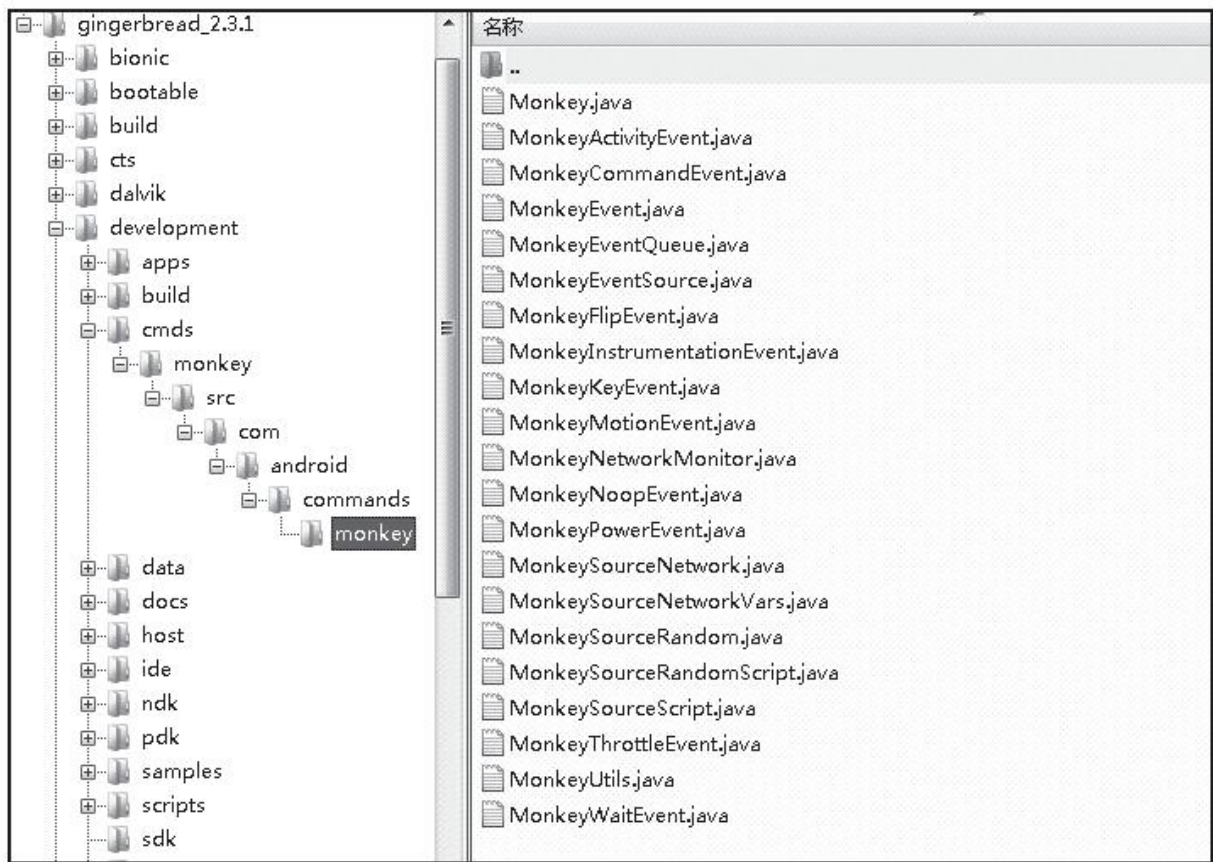 gingerbread_2.3.1
bionic
bootable
build
cts
dalvik
development
apps
build
cmds
monkey
src
com
android
commands
monkey
data
docs
host
ide
ndk
pdk
samples
scripts
sdk
名称
..
Monkey.java
MonkeyActivityEvent.java
MonkeyCommandEvent.java
MonkeyEvent.java
MonkeyEventQueue.java
MonkeyEventSource.java
MonkeyFlipEvent.java
MonkeyInstrumentationEvent.java
MonkeyKeyEvent.java
MonkeyMotionEvent.java
MonkeyNetworkMonitor.java
MonkeyNoopEvent.java
MonkeyPowerEvent.java
MonkeySourceNetwork.java
MonkeySourceNetworkVars.java
MonkeySourceRandom.java
MonkeySourceRandomScript.java
MonkeySourceScript.java
MonkeyThrottleEvent.java
MonkeyUtils.java
MonkeyWaitEvent.java